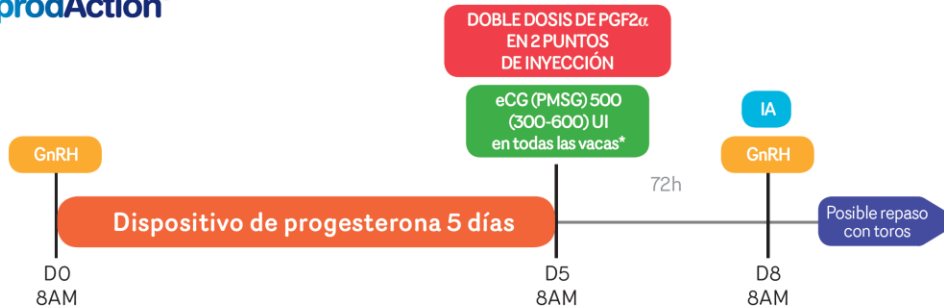 prodAction
DOBLE DOSIS DE PGF2α
EN 2 PUNTOS
DE INYECCIÓN
eCG (PMSG) 500
(300-600) UI
en todas las vacas*
IA
GnRH
GnRH
72h
Dispositivo de progesterona 5 días
Posible repaso
con toros
D0
8AM
D5
8AM
D8
8AM